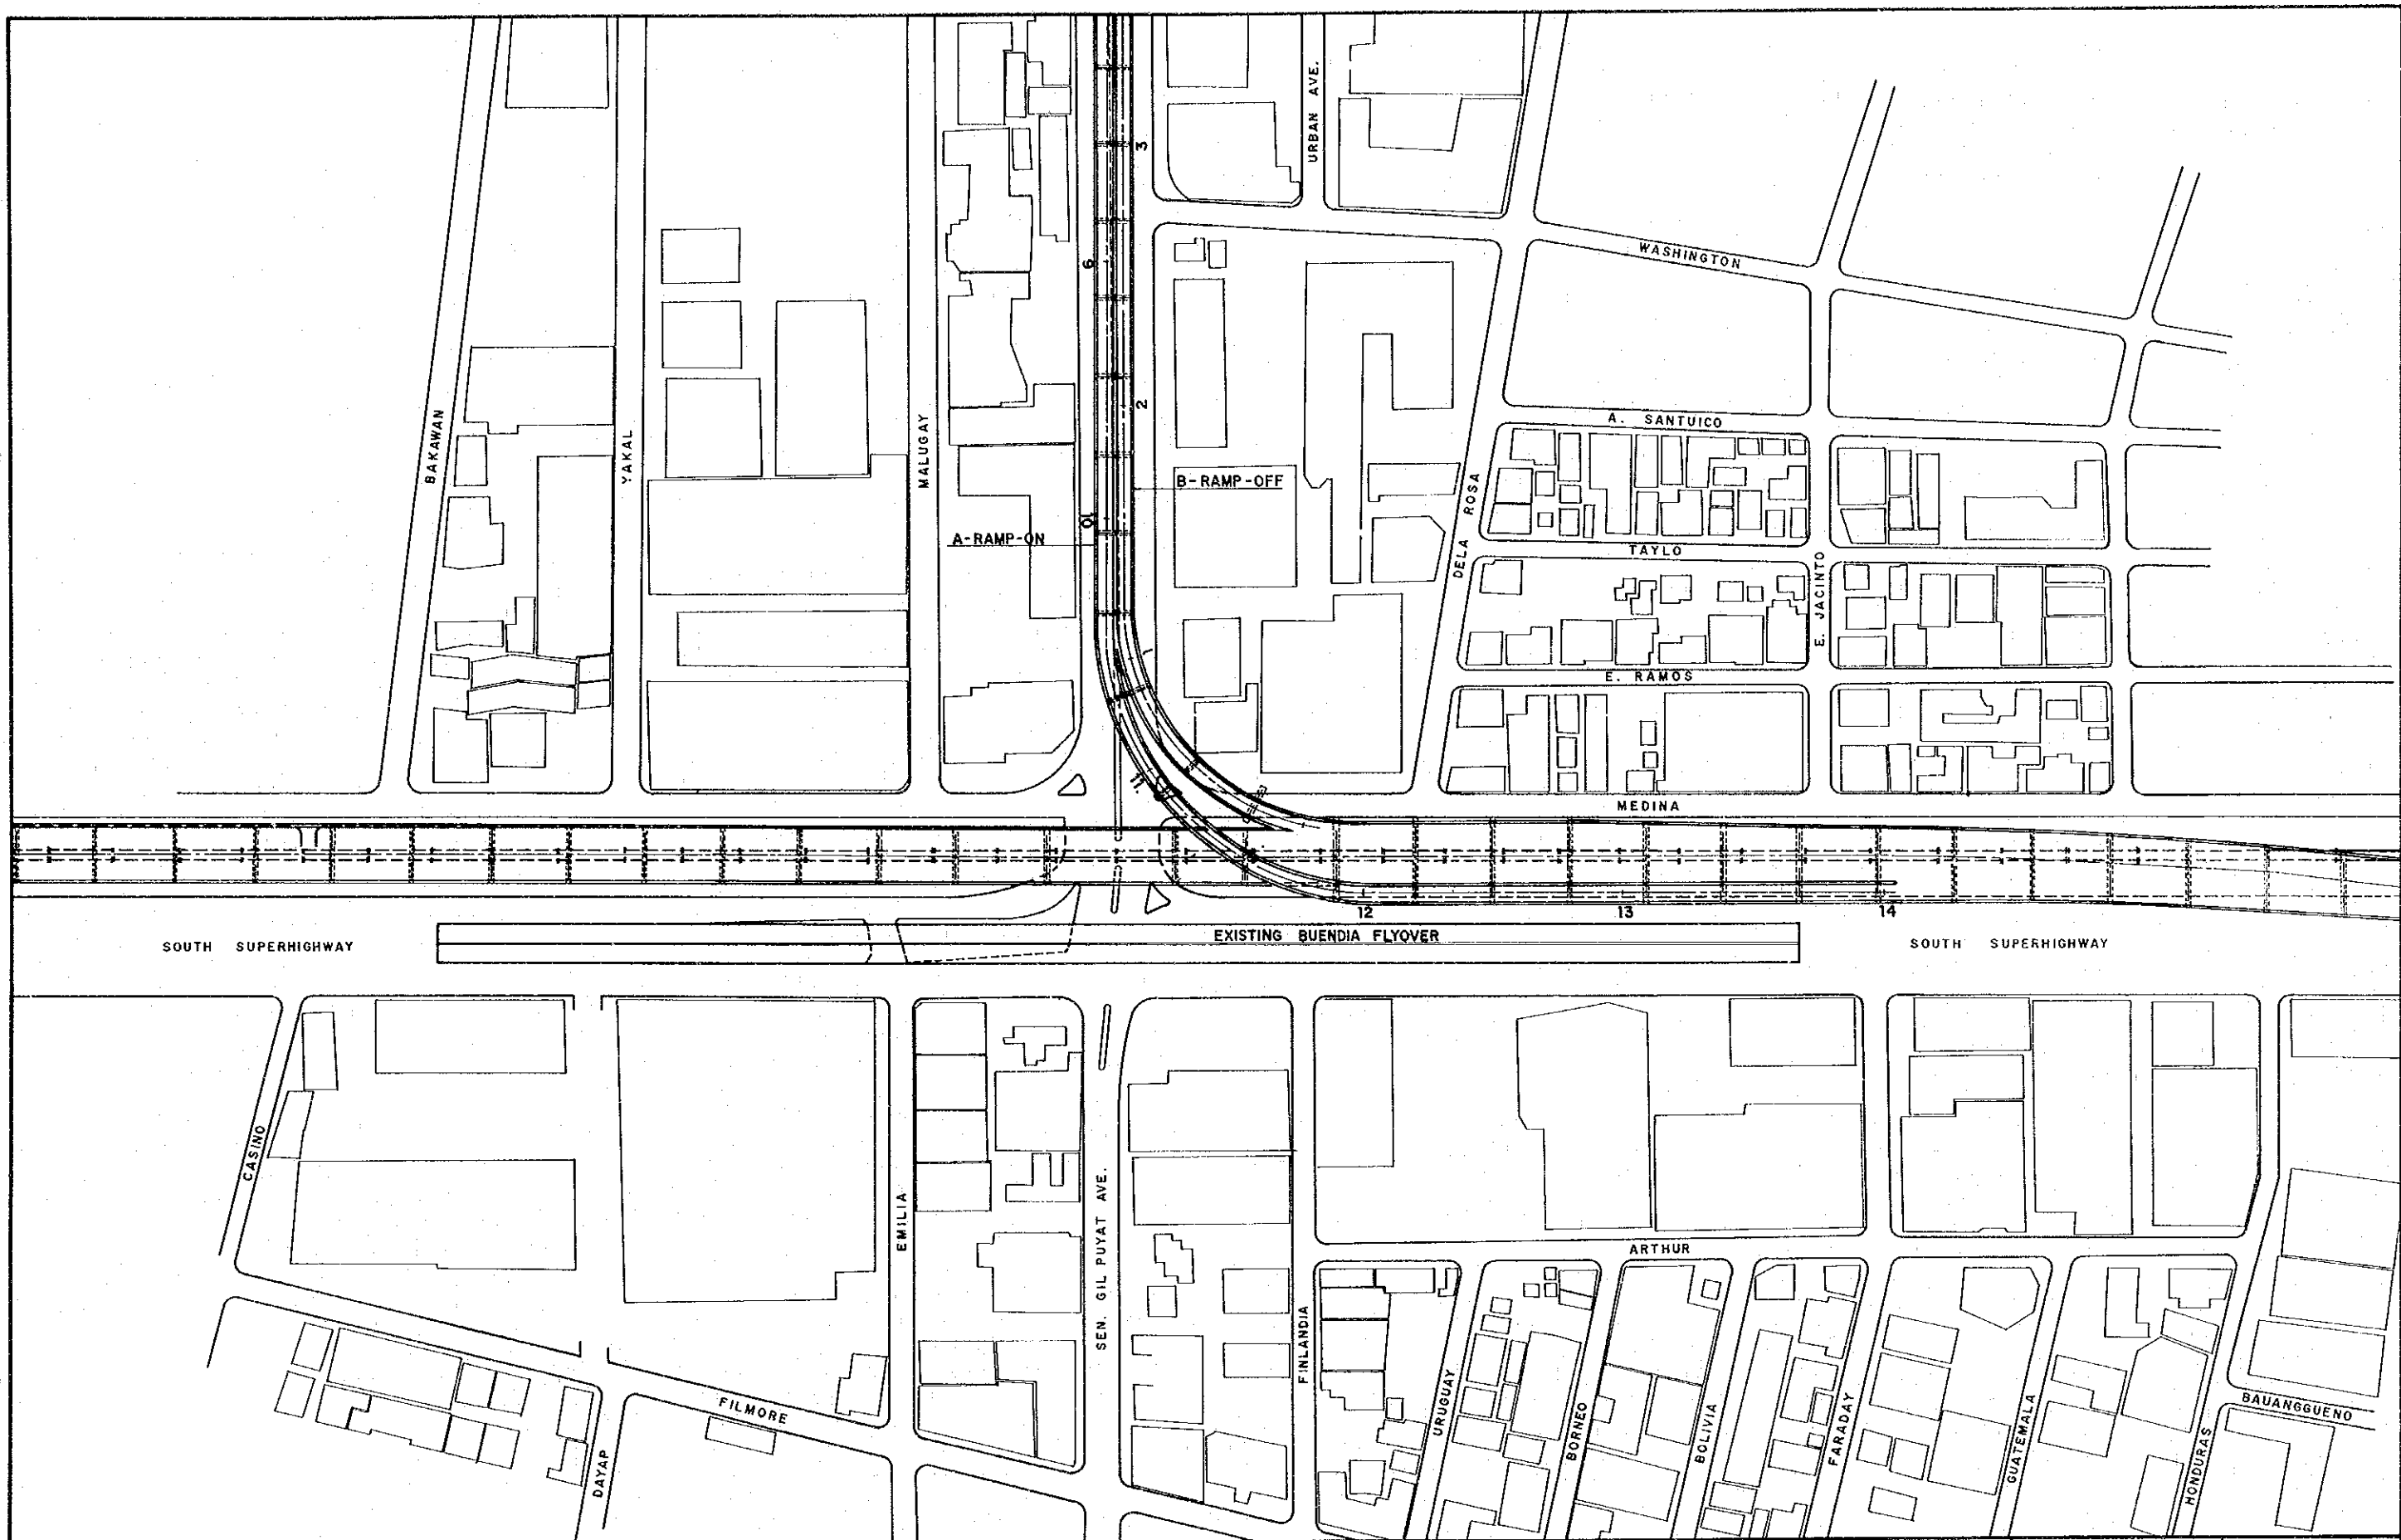 URBAN AVE.
3
WASHINGTON
9
2
BAKAWAN
YAKAL
MALUGAY
A. SANTUICO
B-RAMP-OFF
DELA ROSA
10
A-RAMP-ON
TAYLO
E. JACINTO
E. RAMOS
11
MEDINA
12
13
14
EXISTING BUENDIA FLYOVER
SOUTH SUPERHIGHWAY
SOUTH SUPERHIGHWAY
CASINO
EMILIA
SEN. GIL PUYAT AVE.
ARTHUR
FINLANDIA
URUGUAY
BORNEO
BOLIVIA
FARADAY
GUATEMALA
HONDURAS
BAUANGGUENO
FILMORE
DAYAP